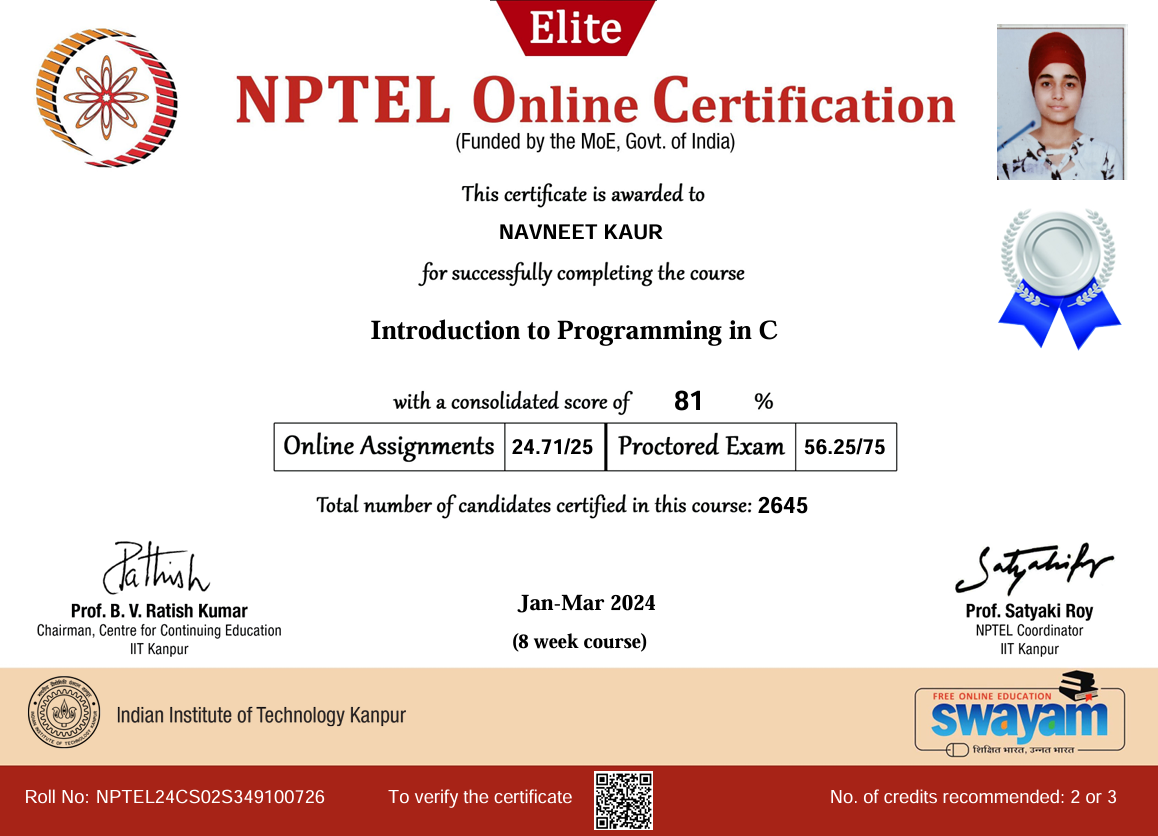 Elite
NPTEL Online Certification
(Funded by the MoE, Govt. of India)
This certificate is awarded to
NAVNEET KAUR
for successfully completing the course
Introduction to Programming in C
with a consolidated score of 81 %
Online Assignments 24.71/25 Proctored Exam 56.25/75
Total number of candidates certified in this course: 2645
Prof. B. V. Ratish Kumar
Chairman, Centre for Continuing Education
IIT Kanpur
Jan-Mar 2024
(8 week course)
Prof. Satyaki Roy
NPTEL Coordinator
IIT Kanpur
Indian Institute of Technology Kanpur
FREE ONLINE EDUCATION
swayam
शिक्षित भारत, उन्नत भारत
Roll No: NPTEL24CS02S349100726
To verify the certificate
No. of credits recommended: 2 or 3